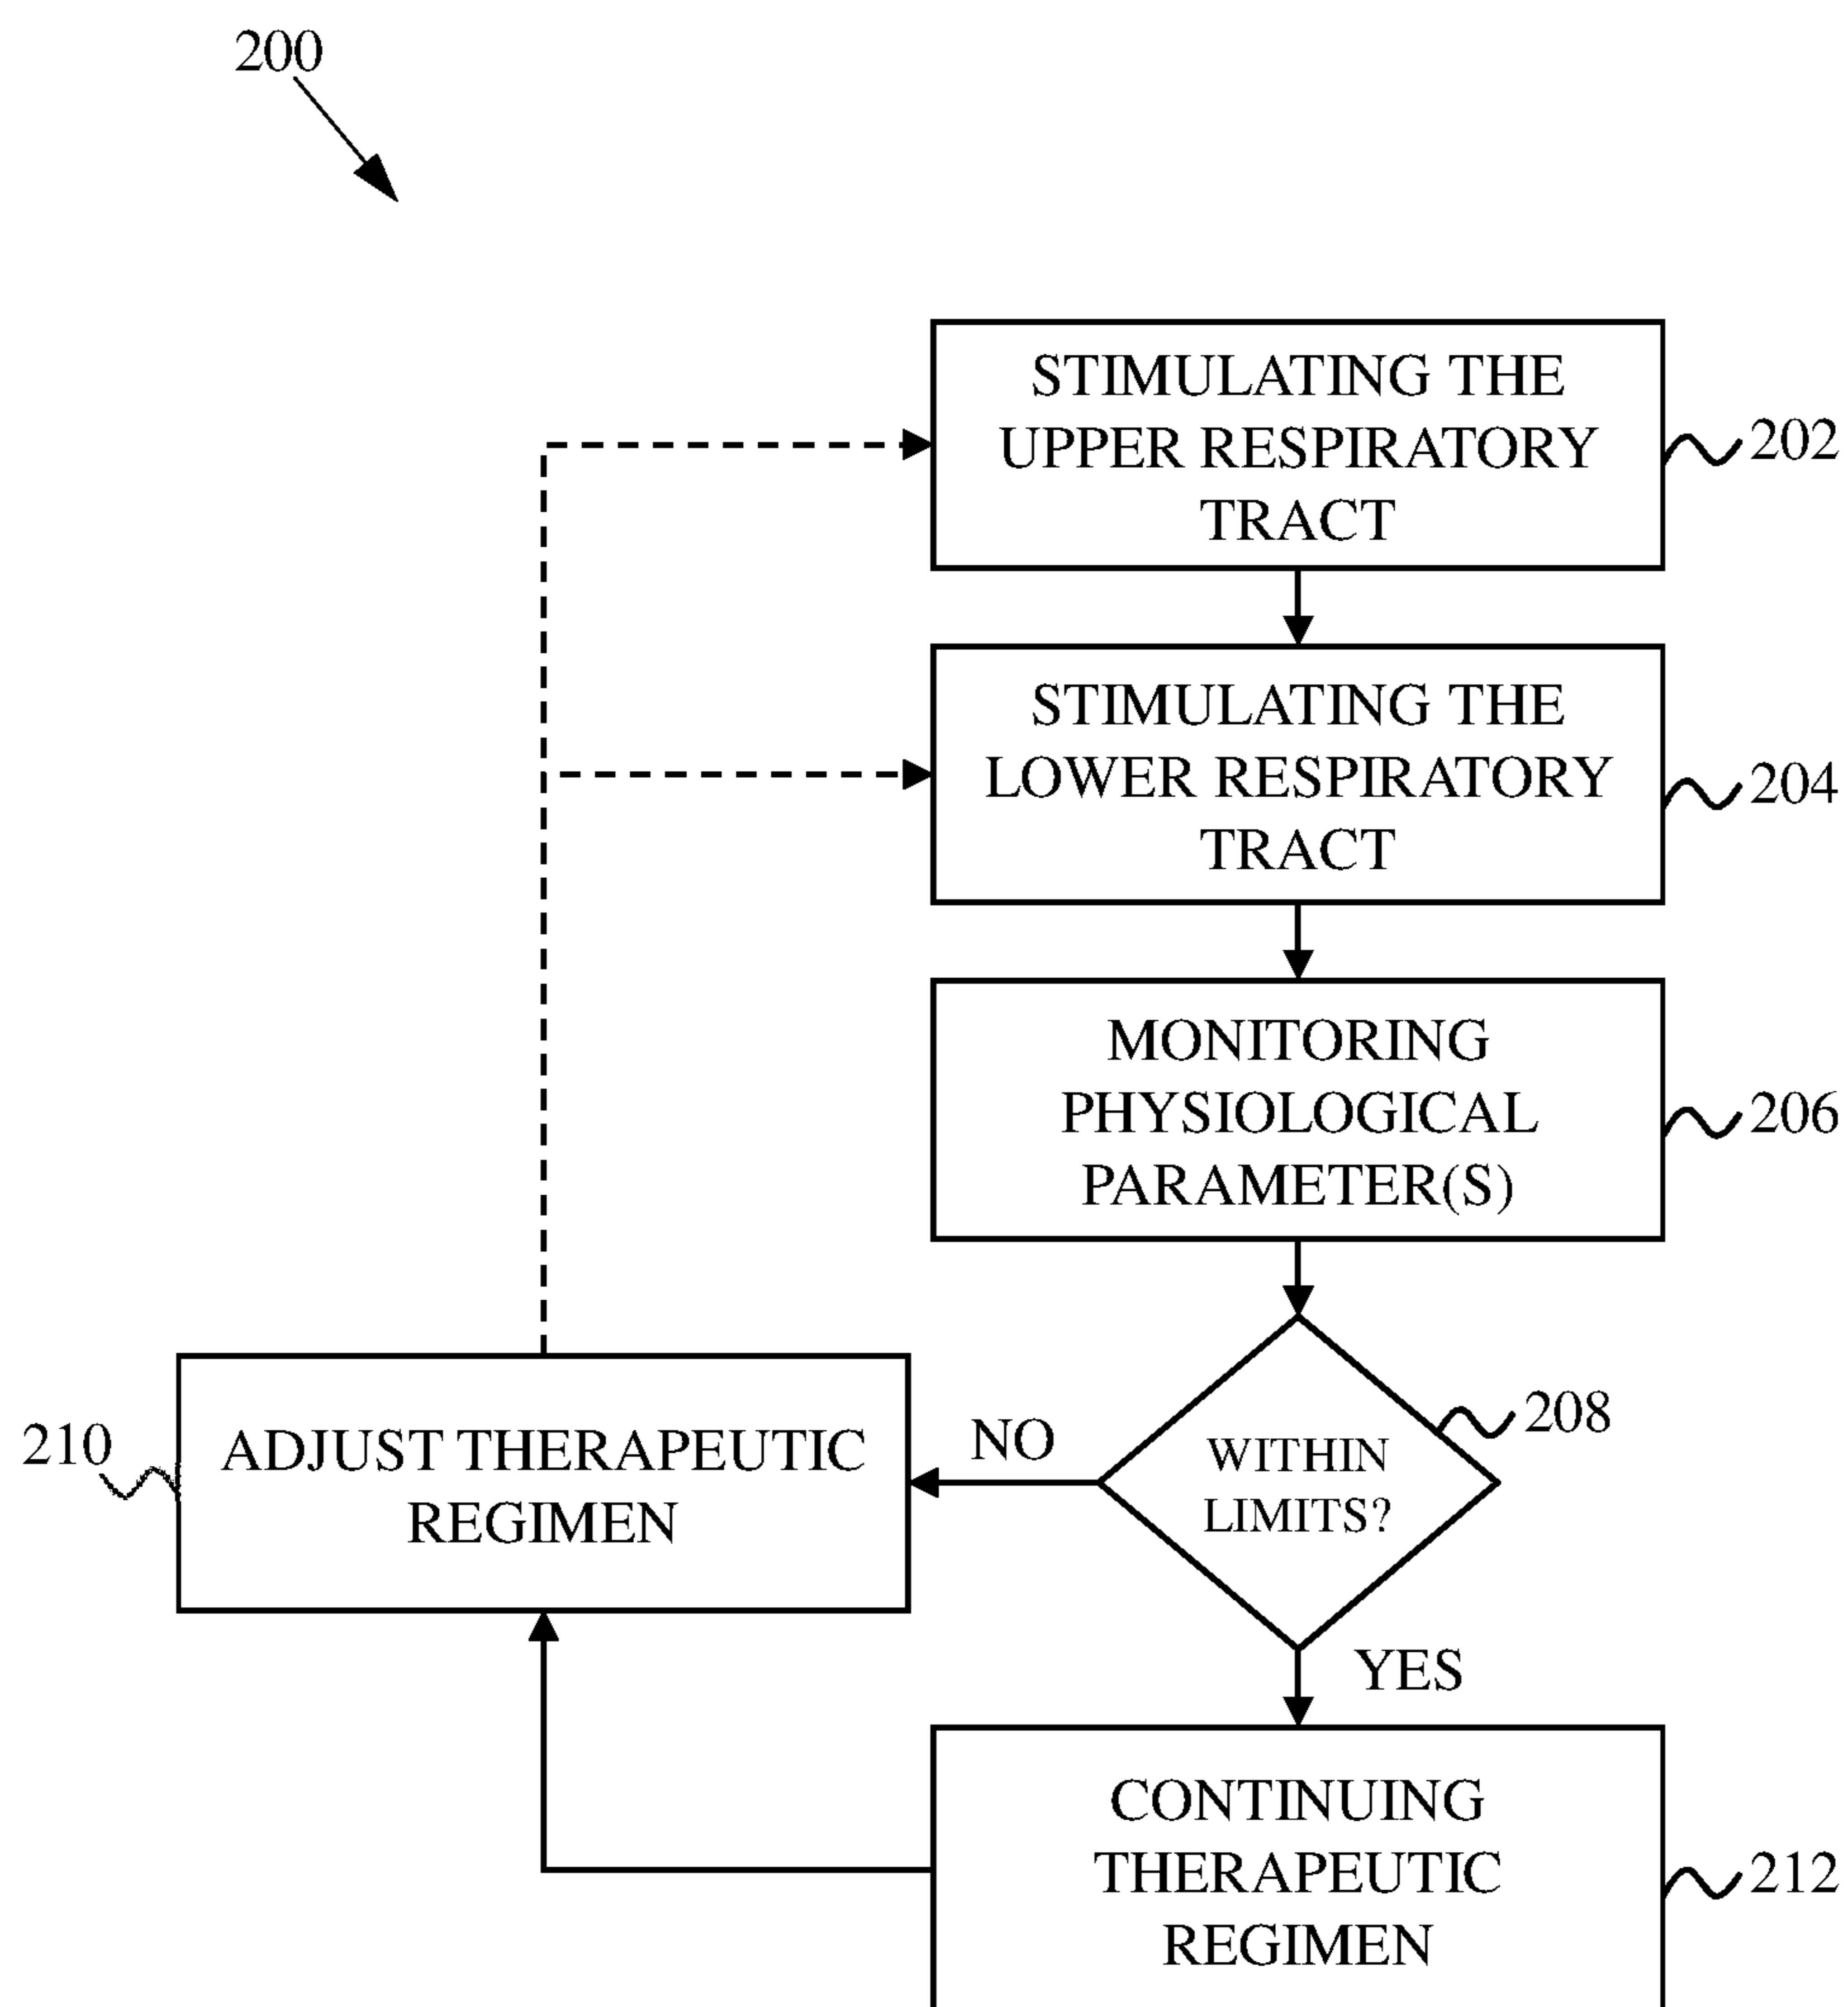 200
STIMULATING THE
UPPER RESPIRATORY
TRACT
202
STIMULATING THE
LOWER RESPIRATORY
TRACT
204
MONITORING
PHYSIOLOGICAL
PARAMETER(S)
206
208
WITHIN
LIMITS?
NO
210
ADJUST THERAPEUTIC
REGIMEN
YES
CONTINUING
THERAPEUTIC
REGIMEN
212